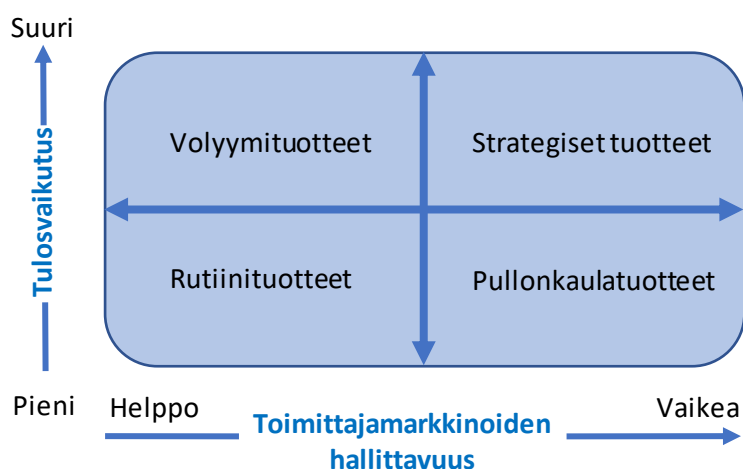 Suuri
Tulosvaikutus
Volyymituotteet
Strategiset tuotteet
Rutiinituotteet
Pullonkaulatuotteet
Pieni
Helppo
Vaikea
Toimittajamarkkinoiden
hallittavuus